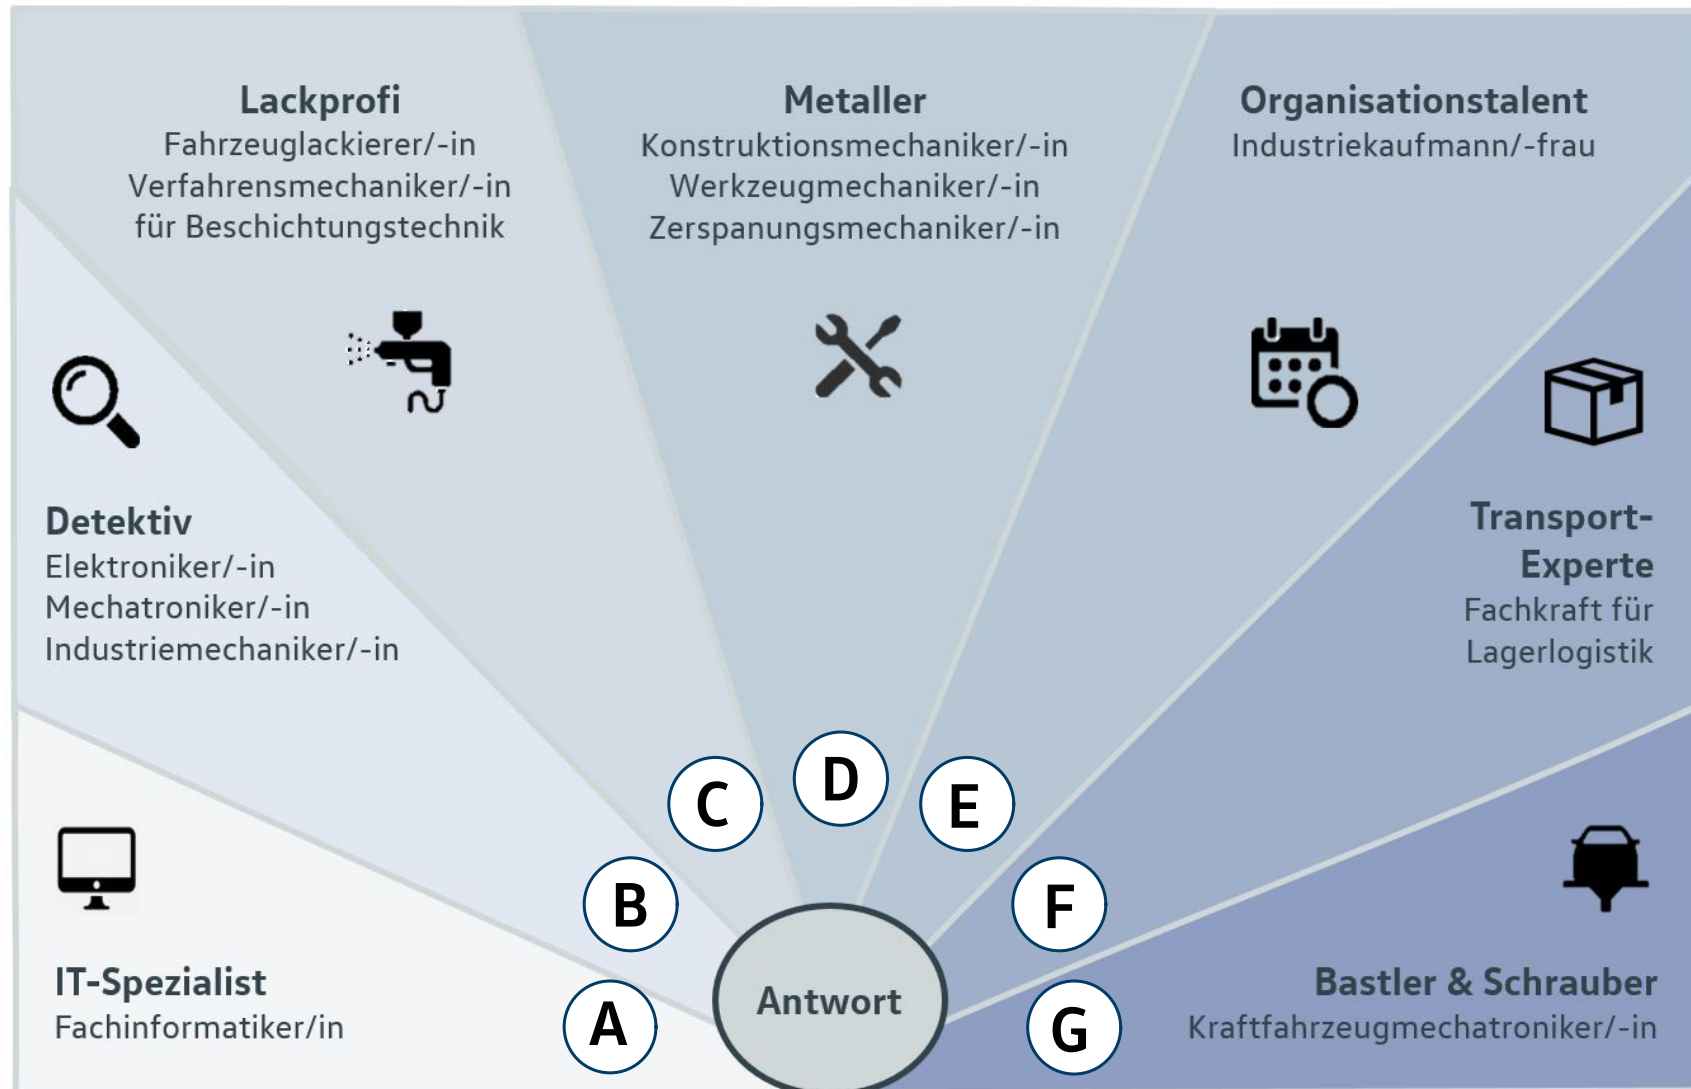 Lackprofi
Fahrzeuglackierer/-in
Verfahrensmechaniker/-in
für Beschichtungstechnik
Metaller
Konstruktionsmechaniker/-in
Werkzeugmechaniker/-in
Zerspanungsmechaniker/-in
Organisationstalent
Industriekaufmann/-frau
Detektiv
Elektroniker/-in
Mechatroniker/-in
Industriemechaniker/-in
Transport-
Experte
Fachkraft für
Lagerlogistik
IT-Spezialist
Fachinformatiker/in
A
B
C
D
E
F
G
Antwort
Bastler & Schrauber
Kraftfahrzeugmechatroniker/-in